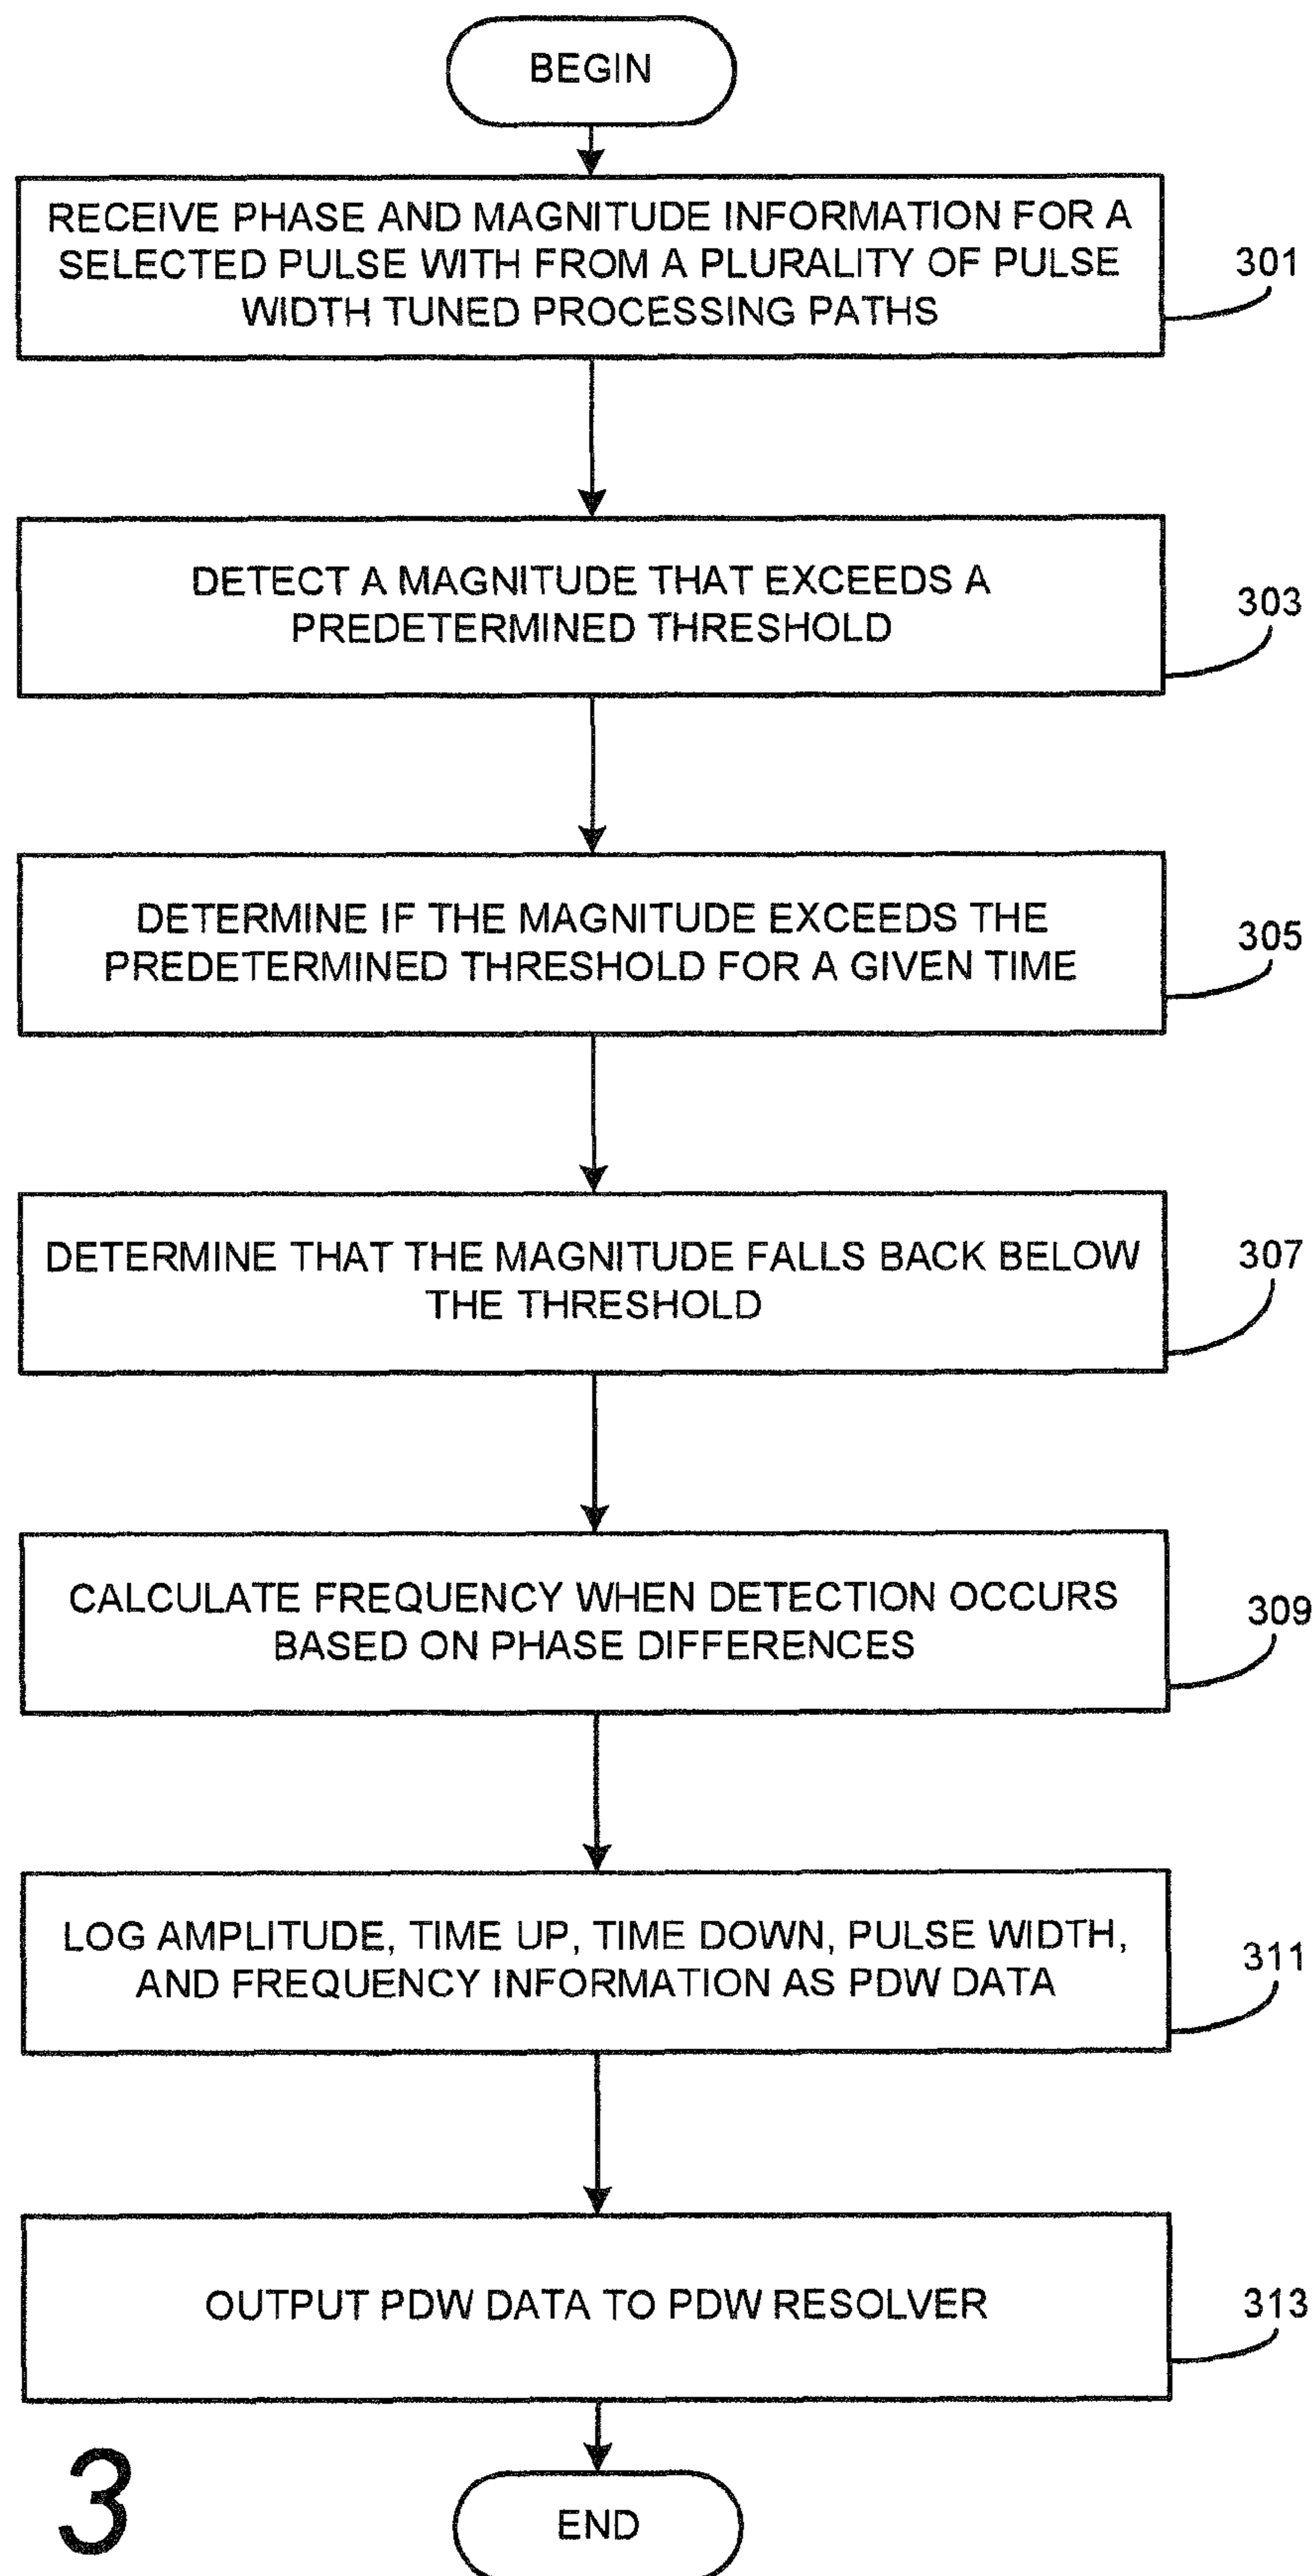 BEGIN
RECEIVE PHASE AND MAGNITUDE INFORMATION FOR A
SELECTED PULSE WITH FROM A PLURALITY OF PULSE
WIDTH TUNED PROCESSING PATHS
301
DETECT A MAGNITUDE THAT EXCEEDS A
PREDETERMINED THRESHOLD
303
DETERMINE IF THE MAGNITUDE EXCEEDS THE
PREDETERMINED THRESHOLD FOR A GIVEN TIME
305
DETERMINE THAT THE MAGNITUDE FALLS BACK BELOW
THE THRESHOLD
307
CALCULATE FREQUENCY WHEN DETECTION OCCURS
BASED ON PHASE DIFFERENCES
309
LOG AMPLITUDE, TIME UP, TIME DOWN, PULSE WIDTH,
AND FREQUENCY INFORMATION AS PDW DATA
311
OUTPUT PDW DATA TO PDW RESOLVER
313
3
END